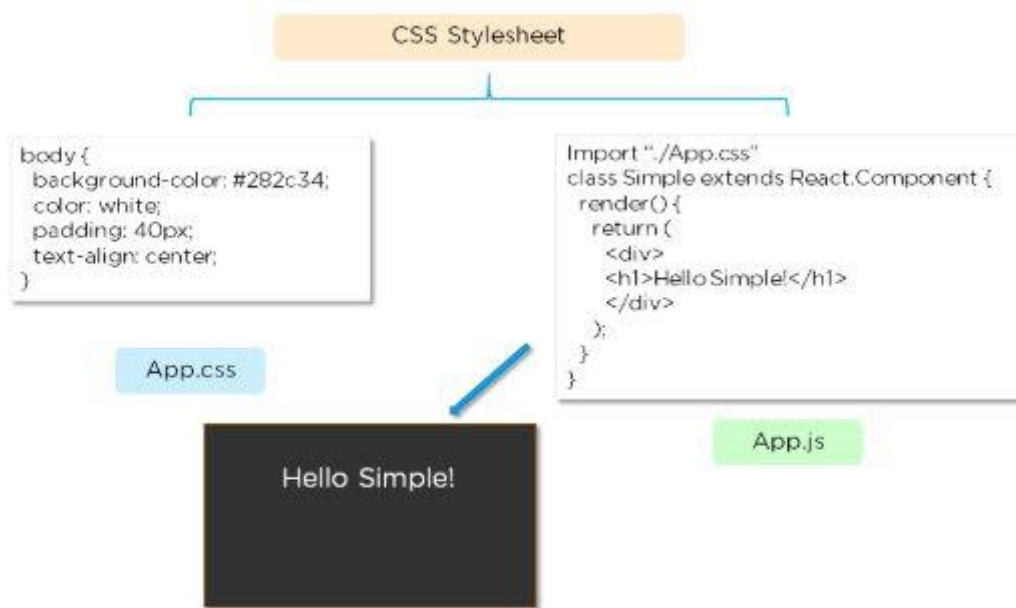 CSS Stylesheet
body {
background-color: #282c34;
color: white;
padding: 40px;
text-align: center;
}
App.css
Import "./App.css"
class Simple extends React.Component {
render() {
return (
<div>
<h1>Hello Simple!</h1>
</div>
);
}
}
App.js
Hello Simple!